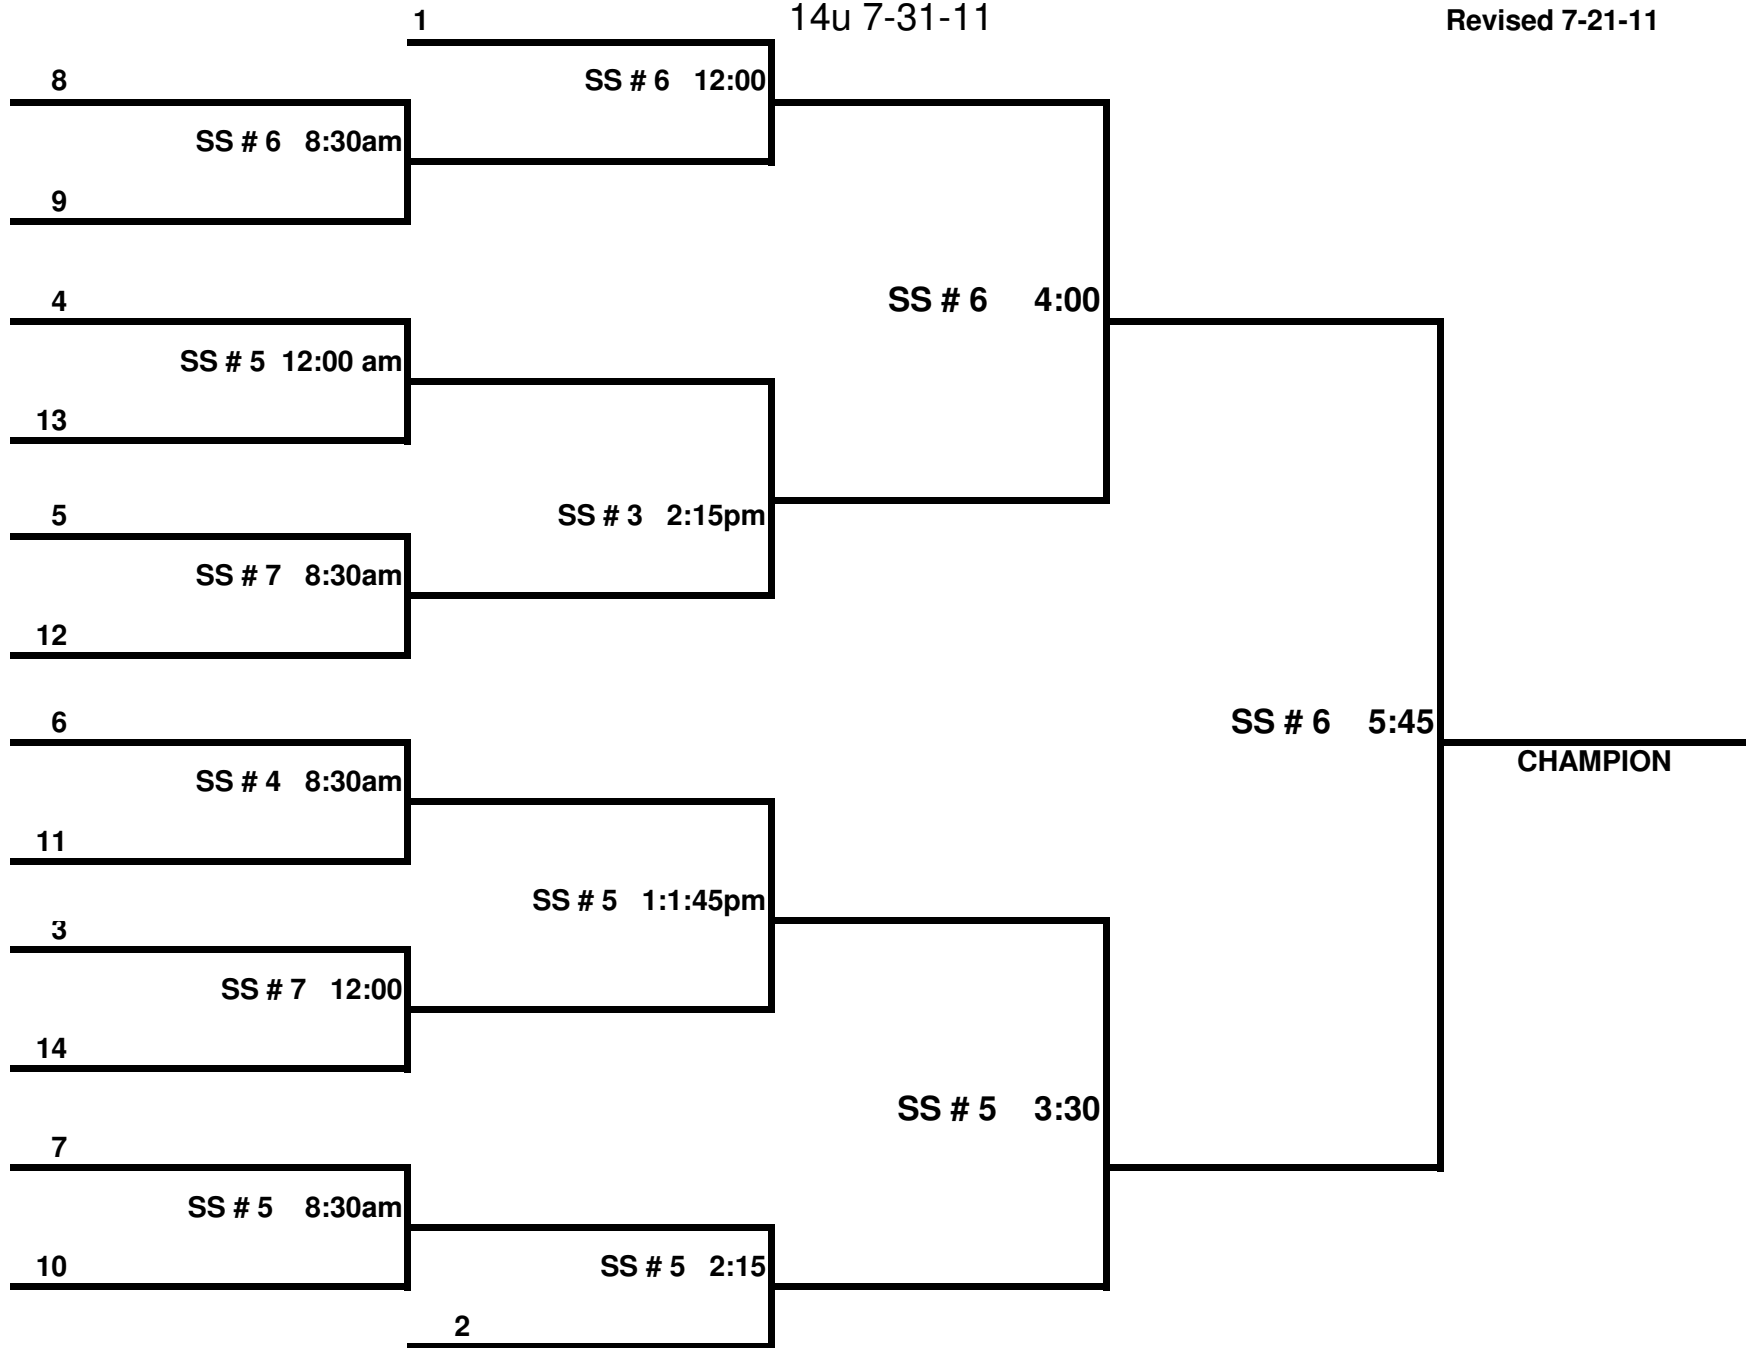 1
14u 7-31-11
Revised 7-21-11
8
SS # 6 12:00
SS # 6 8:30am
9
4
SS # 6 4:00
SS # 5 12:00 am
13
5
SS # 3 2:15pm
SS # 7 8:30am
12
6
SS # 6 5:45
CHAMPION
SS # 4 8:30am
11
SS # 5 1:1:45pm
3
SS # 7 12:00
14
SS # 5 3:30
7
SS # 5 8:30am
10
SS # 5 2:15
2